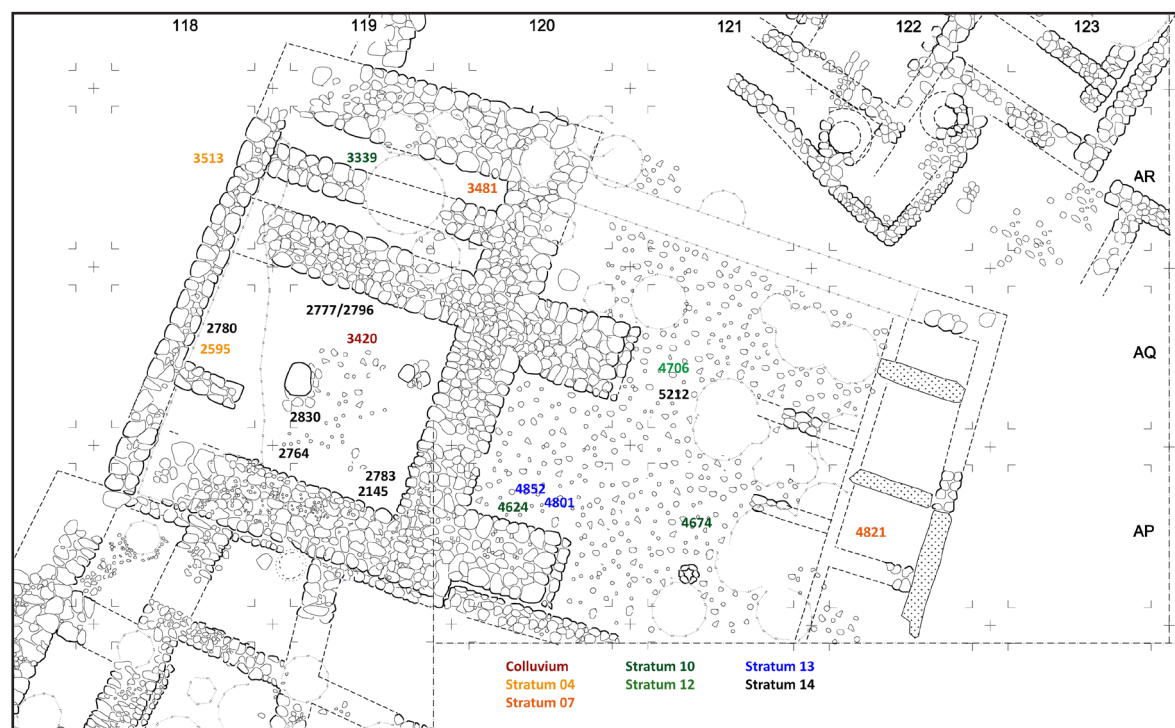 118 119 120 121 122 123
3513 3339
AR
3481
2777/2796
2780
3420
2595
AQ
4706
5212
2830
2764
2783
4852
2145
4801
4624
4674
4821
AP
Colluvium Stratum 10 Stratum 13
Stratum 04 Stratum 12 Stratum 14
Stratum 07